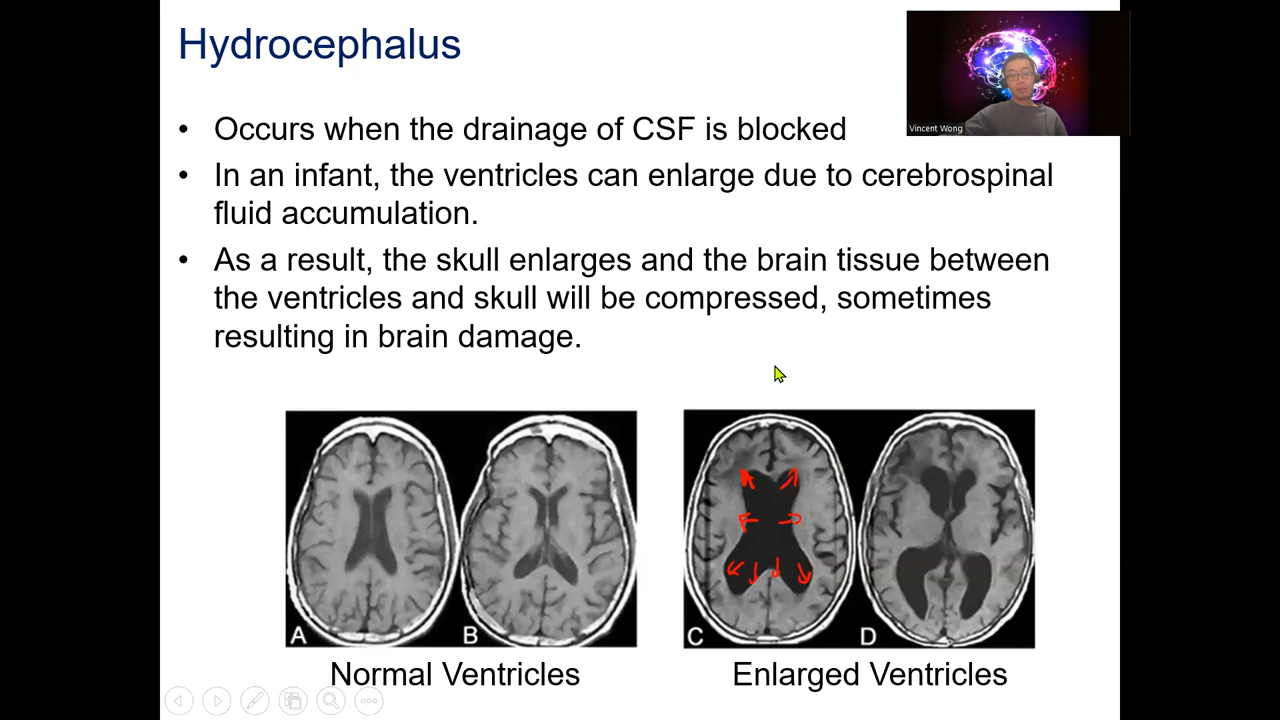 Hydrocephalus
Vincent Wong
• Occurs when the drainage of CSF is blocked
• In an infant, the ventricles can enlarge due to cerebrospinal
fluid accumulation.
• As a result, the skull enlarges and the brain tissue between
the ventricles and skull will be compressed, sometimes
resulting in brain damage.
A B C D
Normal Ventricles
Enlarged Ventricles